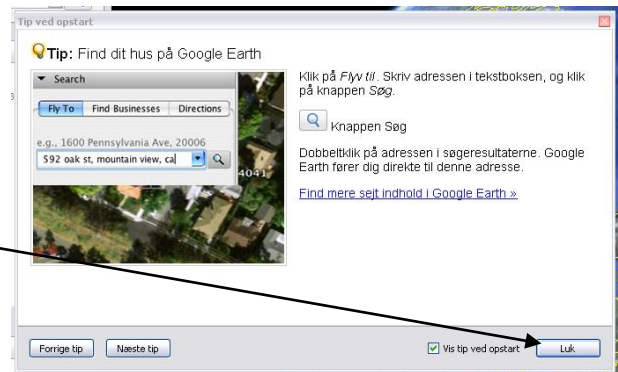 Tip ved opstart
Tip: Find dit hus på Google Earth
Search
Fly To Find Businesses Directions
e.g., 1600 Pennsylvania Ave, 20006
592 oak st, mountain view, ca
4041
Klik på Flyv til. Skriv adressen i tekstboksen, og klik
på knappen Søg.
Knappen Søg
Dobbeltklik på adressen i søgeresultaterne. Google
Earth fører dig direkte til denne adresse.
Find mere sejt indhold i Google Earth »
Forrige tip Næste tip Vis tip ved opstart Luk